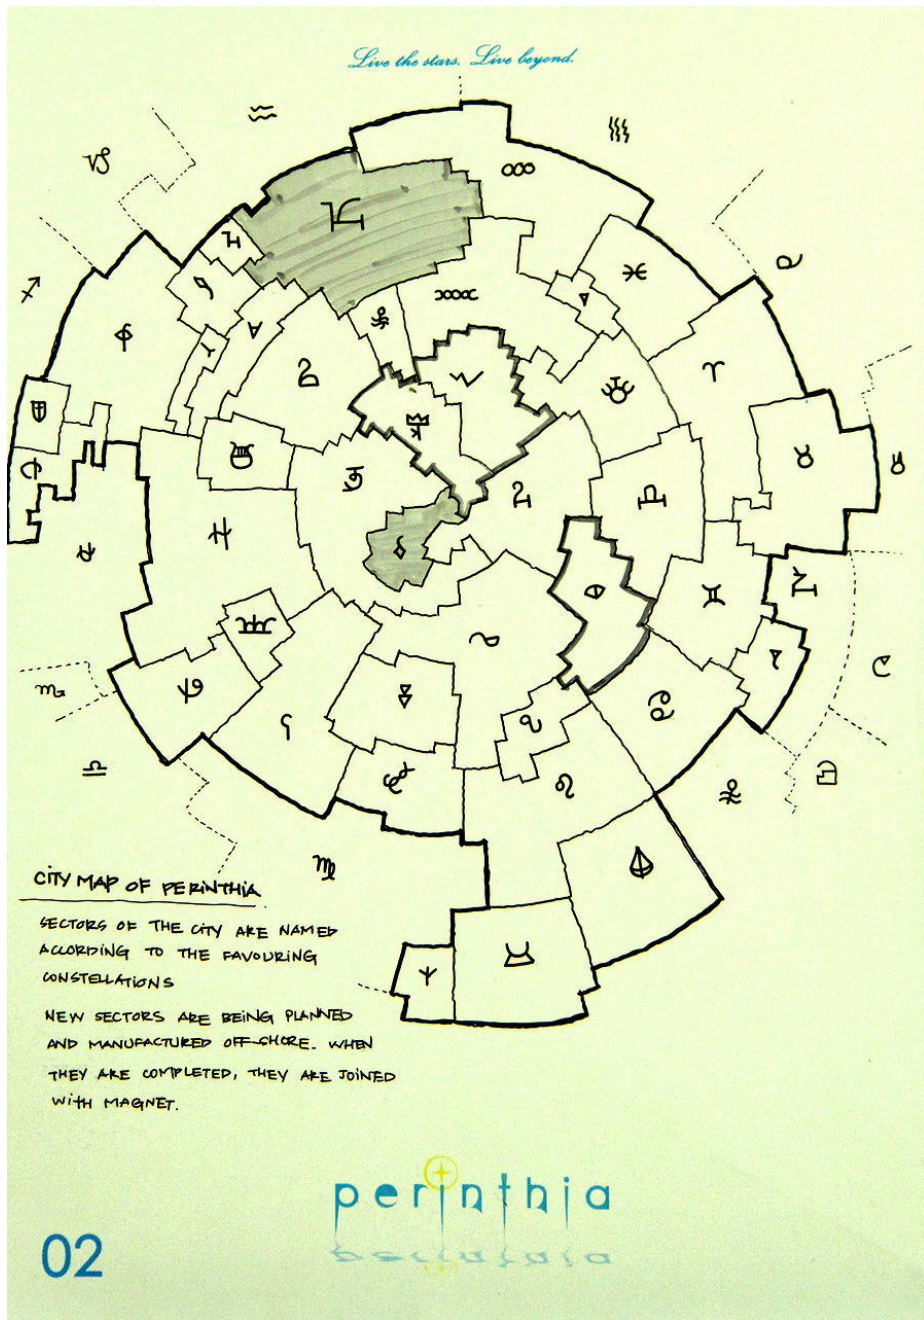 Live the stars. Live beyond.
CITY MAP OF PERINTHIA
SECTORS OF THE CITY ARE NAMED
ACCORDING TO THE FAVOURING
CONSTELLATIONS
NEW SECTORS ARE BEING PLANNED
AND MANUFACTURED OFF-SHORE. WHEN
THEY ARE COMPLETED, THEY ARE JOINED
WITH MAGNET.
perinthia
02